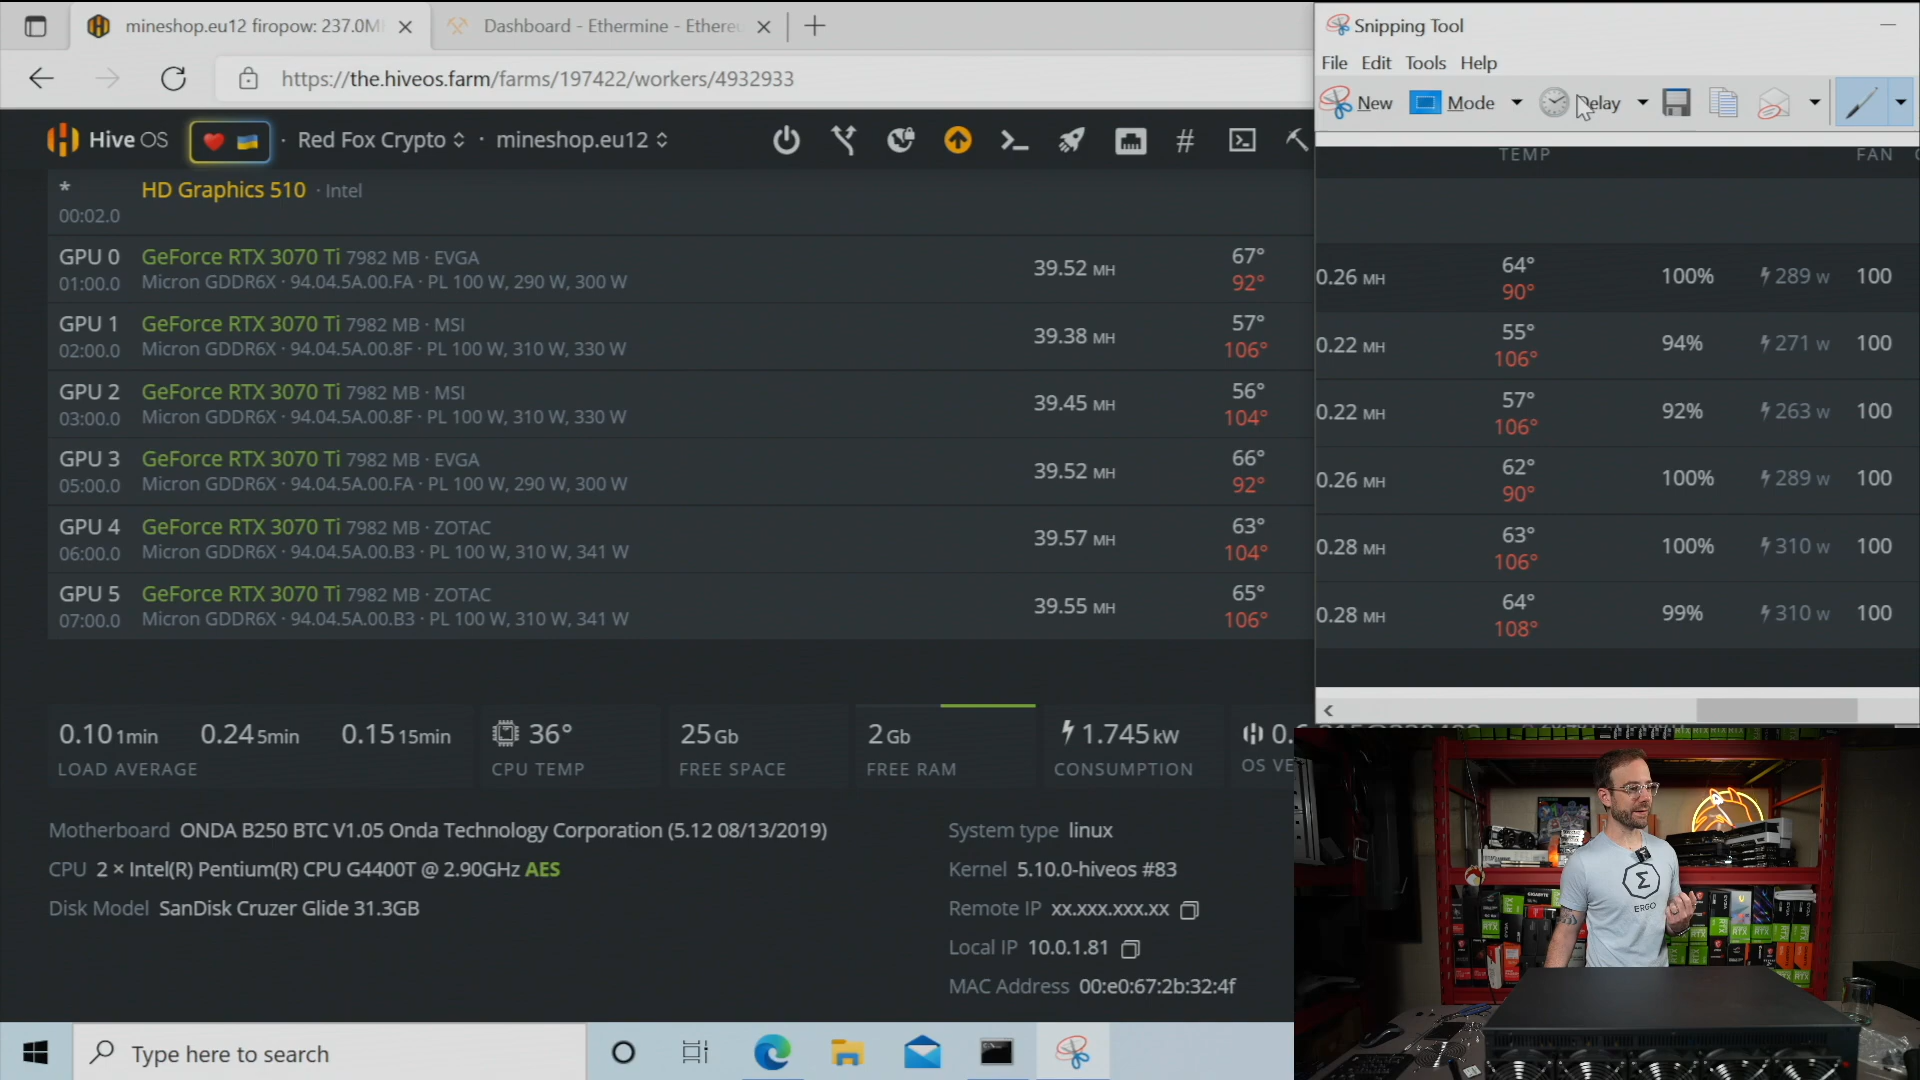 mineshop.eu12 firopow: 237.0M
Dashboard - Ethermine - Ethere
https://the.hiveos.farm/farms/197422/workers/4932933
Hive OS
Red Fox Crypto
mineshop.eu12
*
HD Graphics 510 · Intel
00:02.0
GPU 0 GeForce RTX 3070 Ti 7982 MB · EVGA 39.52 MH 67°
01:00.0 Micron GDDR6X · 94.04.5A.00.FA · PL 100 W, 290 W, 300 W 92°
GPU 1 GeForce RTX 3070 Ti 7982 MB · MSI 39.38 MH 57°
02:00.0 Micron GDDR6X · 94.04.5A.00.8F · PL 100 W, 310 W, 330 W 106°
GPU 2 GeForce RTX 3070 Ti 7982 MB · MSI 39.45 MH 56°
03:00.0 Micron GDDR6X · 94.04.5A.00.8F · PL 100 W, 310 W, 330 W 104°
GPU 3 GeForce RTX 3070 Ti 7982 MB · EVGA 39.52 MH 66°
05:00.0 Micron GDDR6X · 94.04.5A.00.FA · PL 100 W, 290 W, 300 W 92°
GPU 4 GeForce RTX 3070 Ti 7982 MB · ZOTAC 39.57 MH 63°
06:00.0 Micron GDDR6X · 94.04.5A.00.B3 · PL 100 W, 310 W, 341 W 104°
GPU 5 GeForce RTX 3070 Ti 7982 MB · ZOTAC 39.55 MH 65°
07:00.0 Micron GDDR6X · 94.04.5A.00.B3 · PL 100 W, 310 W, 341 W 106°
0.10 1min 0.24 5min 0.15 15min
LOAD AVERAGE
36°
CPU TEMP
25 Gb
FREE SPACE
2 Gb
FREE RAM
1.745 kW
CONSUMPTION
OS VE
Motherboard ONDA B250 BTC V1.05 Onda Technology Corporation (5.12 08/13/2019)
CPU 2 × Intel(R) Pentium(R) CPU G4400T @ 2.90GHz AES
Disk Model SanDisk Cruzer Glide 31.3GB
System type linux
Kernel 5.10.0-hiveos #83
Remote IP xx.xxx.xxx.xx
Local IP 10.0.1.81
MAC Address 00:e0:67:2b:32:4f
Snipping Tool
File Edit Tools Help
New Mode Delay
TEMP FAN
0.26 MH 64° 100% 289 W 100
90°
0.22 MH 55° 94% 271 W 100
106°
0.22 MH 57° 92% 263 W 100
106°
0.26 MH 62° 100% 289 W 100
90°
0.28 MH 63° 100% 310 W 100
106°
0.28 MH 64° 99% 310 W 100
108°
Σ
ERGO
Type here to search